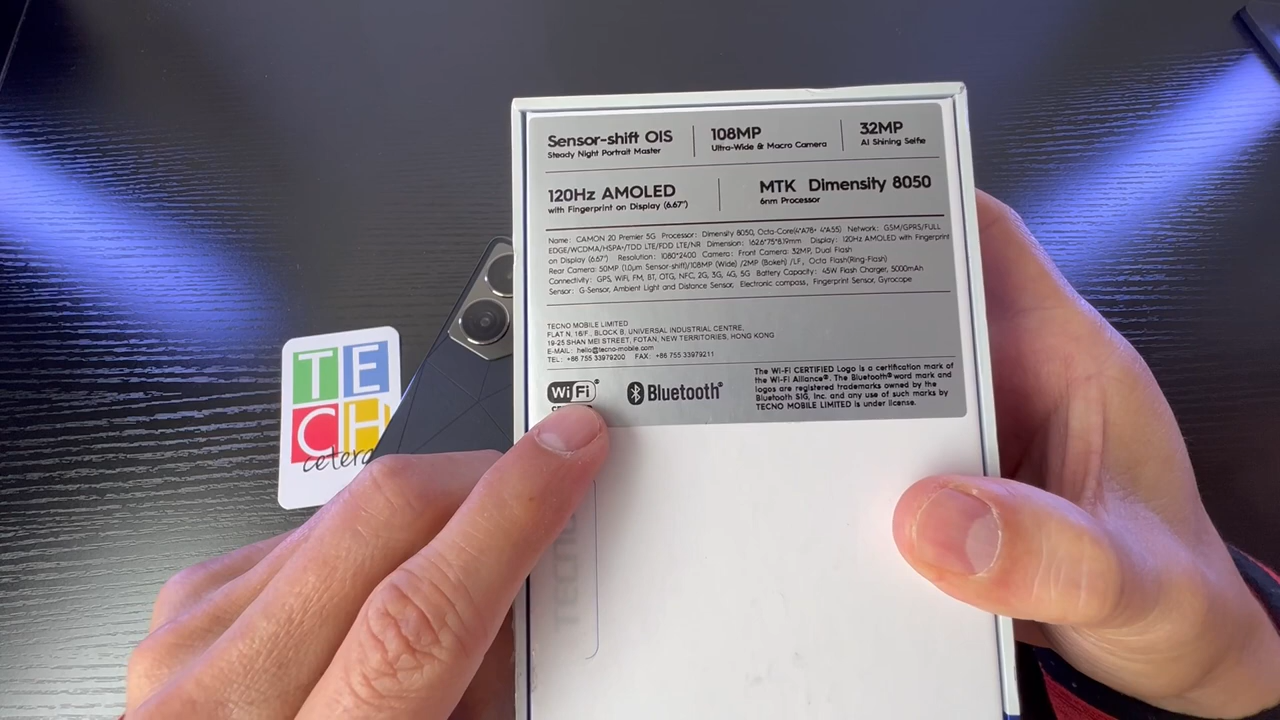 Sensor-shift OIS
Steady Night Portrait Master
108MP
Ultra-Wide & Macro Camera
32MP
AI Shining Selfie
120Hz AMOLED
with Fingerprint on Display (6.67")
MTK Dimensity 8050
6nm Processor
Name: CAMON 20 Premier 5G Processor: Dimensity 8050, Octa-Core(4*A78+ 4*A55) Network: GSM/GPRS/FULL
EDGE/WCDMA/HSPA+/TDD LTE/FDD LTE/NR Dimension: 162.6*75*8.19mm Display: 120Hz AMOLED with Fingerprint
on Display (6.67") Resolution: 1080*2400 Camera: Front Camera: 32MP, Dual Flash
Rear Camera: 50MP (1.0μm Sensor-shift)/108MP (Wide) /2MP (Bokeh) /LF, Octa Flash(Ring-Flash)
Connectivity: GPS, WiFi, FM, BT, OTG, NFC, 2G, 3G, 4G, 5G Battery Capacity: 45W Flash Charger, 5000mAh
Sensor: G-Sensor, Ambient Light and Distance Sensor, Electronic compass, Fingerprint Sensor, Gyrocope
TECNO MOBILE LIMITED
FLAT N, 16/F., BLOCK B, UNIVERSAL INDUSTRIAL CENTRE,
19-25 SHAN MEI STREET, FOTAN, NEW TERRITORIES, HONG KONG
E-MAIL: hello@tecno-mobile.com
TEL: +86 755 33979200 FAX: +86 755 33979211
Wi Fi®
Bluetooth®
The Wi-Fi CERTIFIED Logo is a certification mark of
the Wi-Fi Alliance®. The Bluetooth® word mark and
logos are registered trademarks owned by the
Bluetooth SIG, Inc. and any use of such marks by
TECNO MOBILE LIMITED is under license.
TE
CH
cetera
TECNO